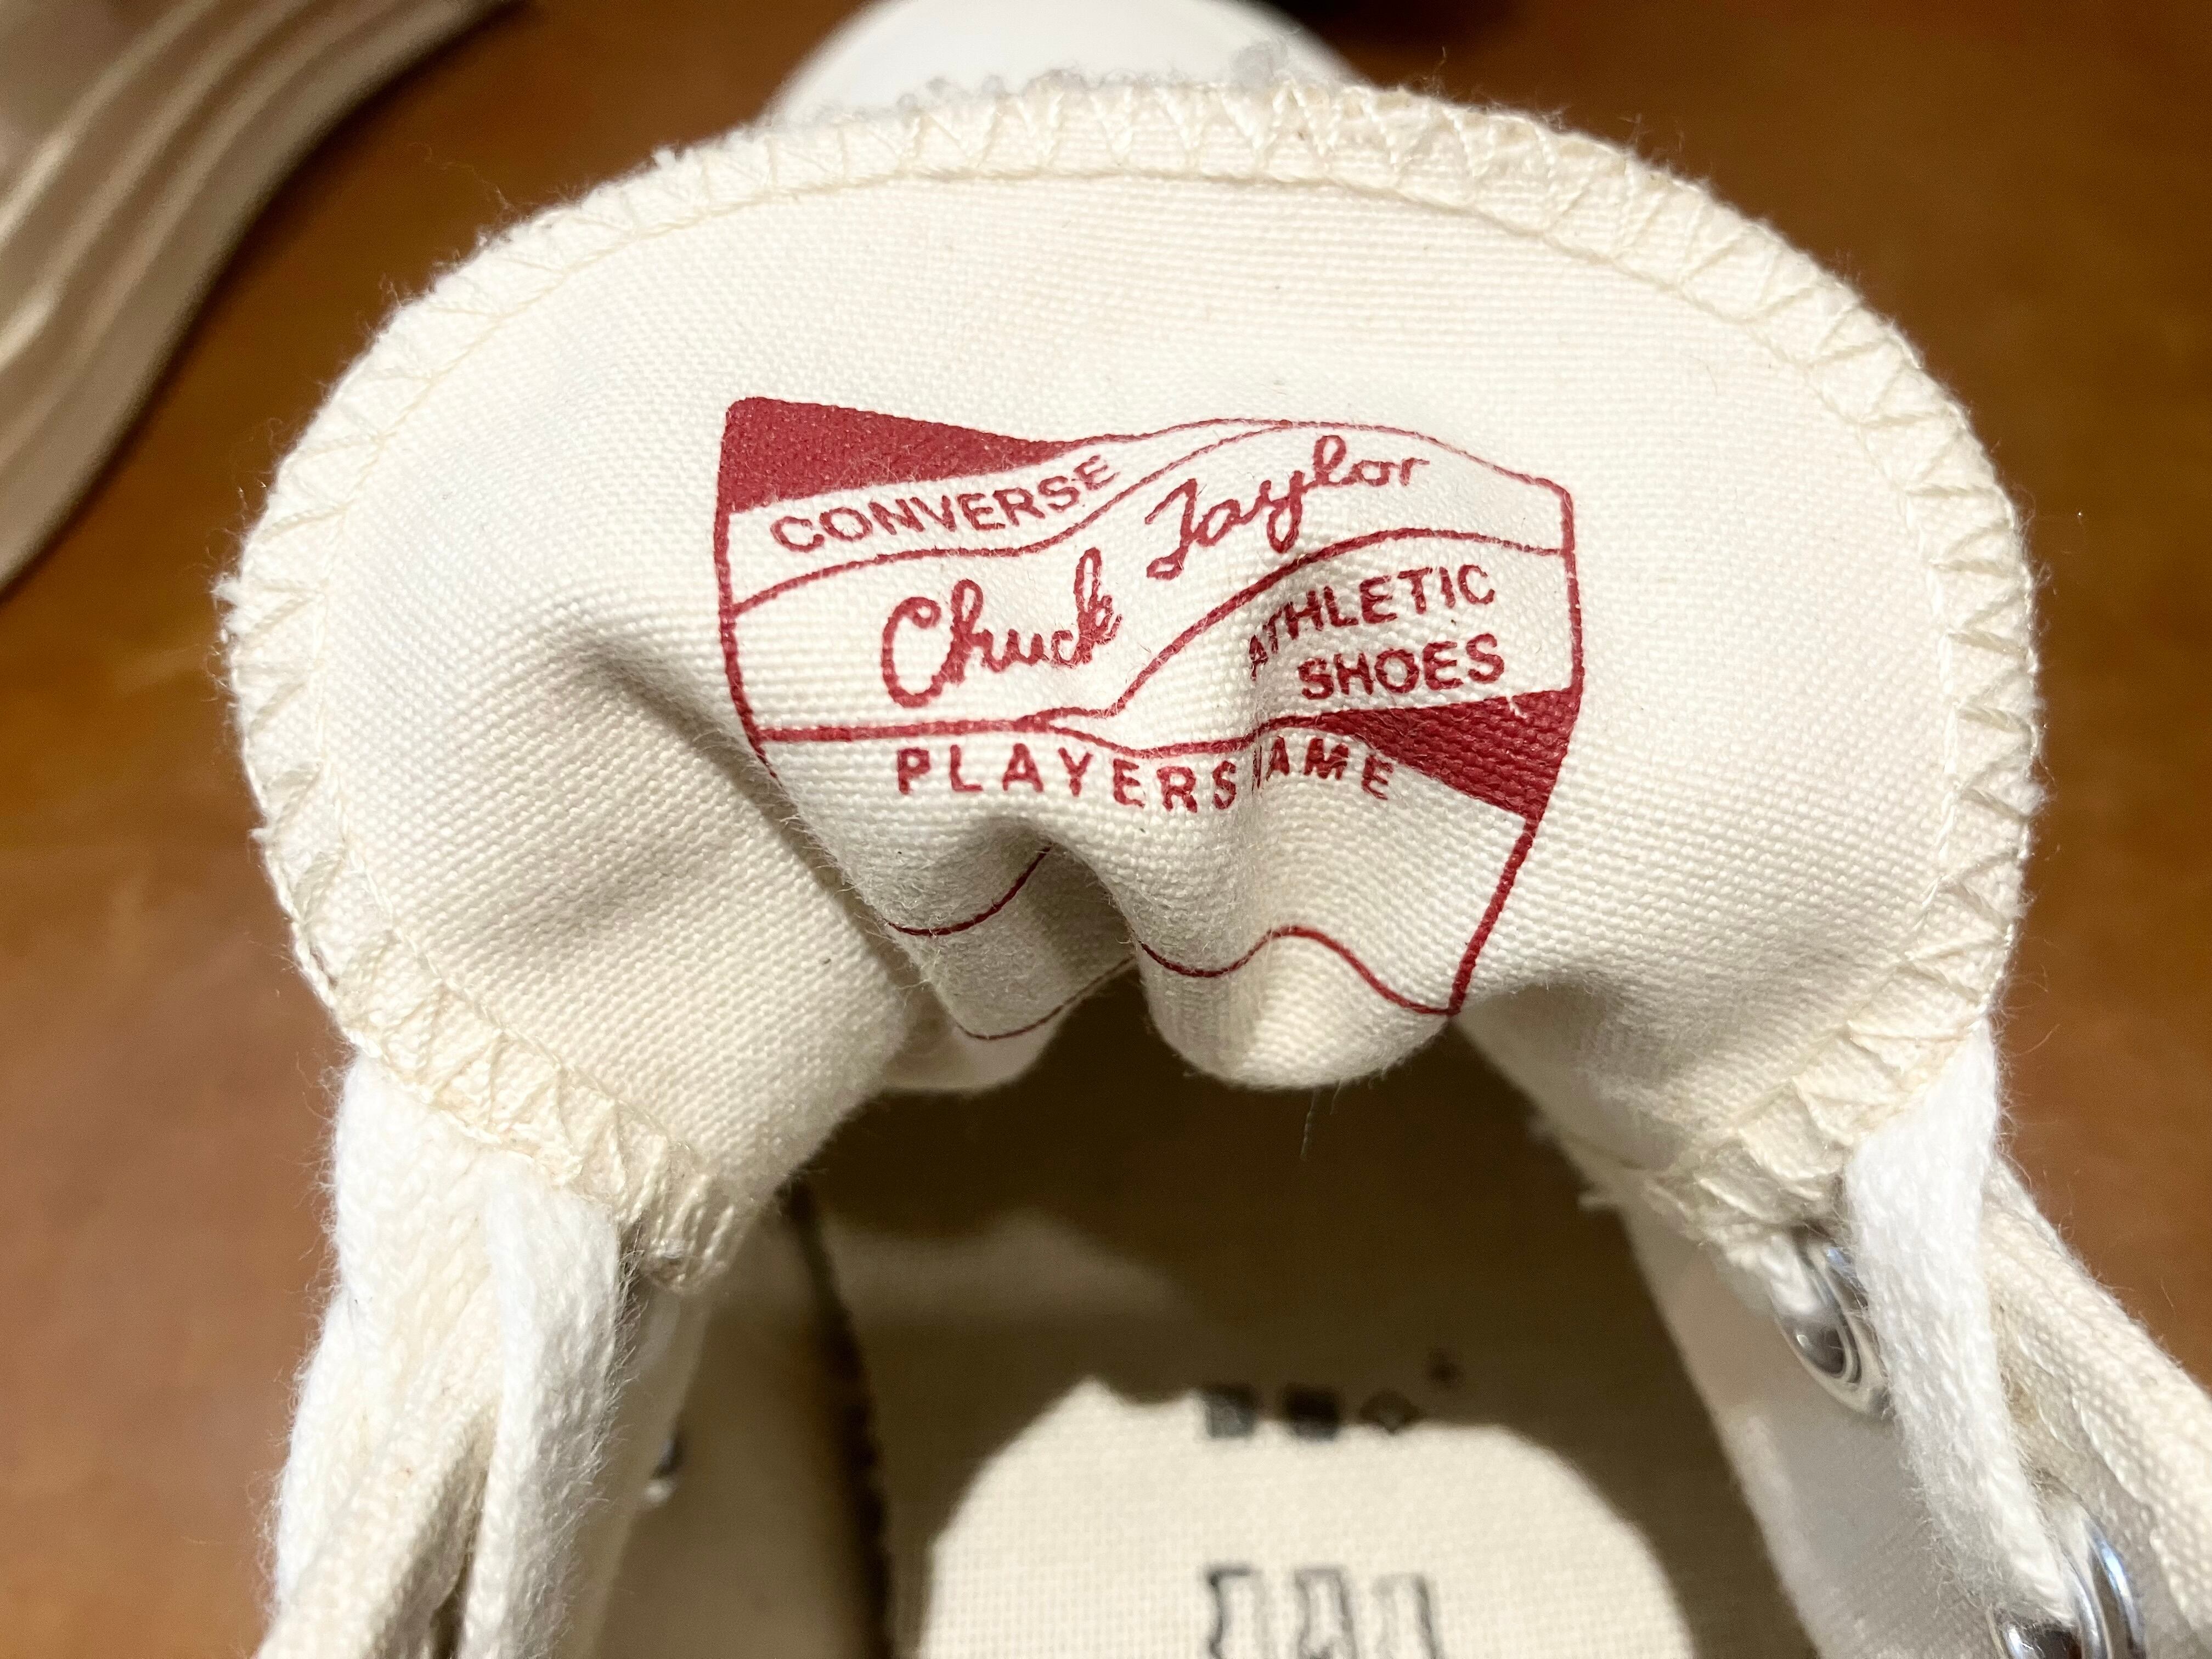 CONVERSE
Chuck Taylor
ATHLETIC
SHOES
PLAYERS NAME